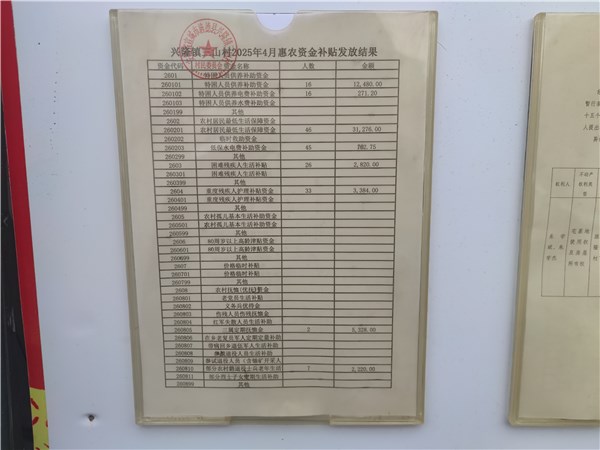 兴隆镇 山村2025年4月惠农资金补贴发放结果
资金代码 资金名称 人数 金额
2601 特困人员供养补助资金
260101 特困人员供养补助资金 16 12,480.00
260102 特困人员供养电费补助资金 16 271.20
260103 特困人员供养水费补助资金
260199 其他
2602 农村居民最低生活保障资金
260201 农村居民最低生活保障资金 46 31,276.00
260202 临时救助资金
260203 低保水电费补助资金 45 762.75
260299 其他
2603 困难残疾人生活补贴
260301 困难残疾人生活补贴 26 2,820.00
260399 其他
2604 重度残疾人护理补贴资金 33 3,584.00
260401 重度残疾人护理补贴资金
260499 其他
2605 农村孤儿基本生活补助资金
260501 农村孤儿基本生活补助资金
260599 其他
2606 80周岁以上高龄津贴资金
260601 80周岁以上高龄津贴资金
260699 其他
2607 价格临时补贴
260701 价格临时补贴
260799 其他
2608 农村抚恤(优抚)资金
260801 老党员生活补贴
260802 义务兵优待金
260803 伤残人员伤残抚恤金
260804 红军失散人员生活补助
260805 三属定期抚恤金 2 5,328.00
260806 在乡老复员军人定期定量补助
260807 带病回乡退伍军人生活补助
260808 参战退役人员生活补助
260809 参试退役人员(含铀矿开采人
260810 部分农村籍退役士兵老年生活 7 2,220.00
260811 部分烈士子女定期生活补助
260899 其他